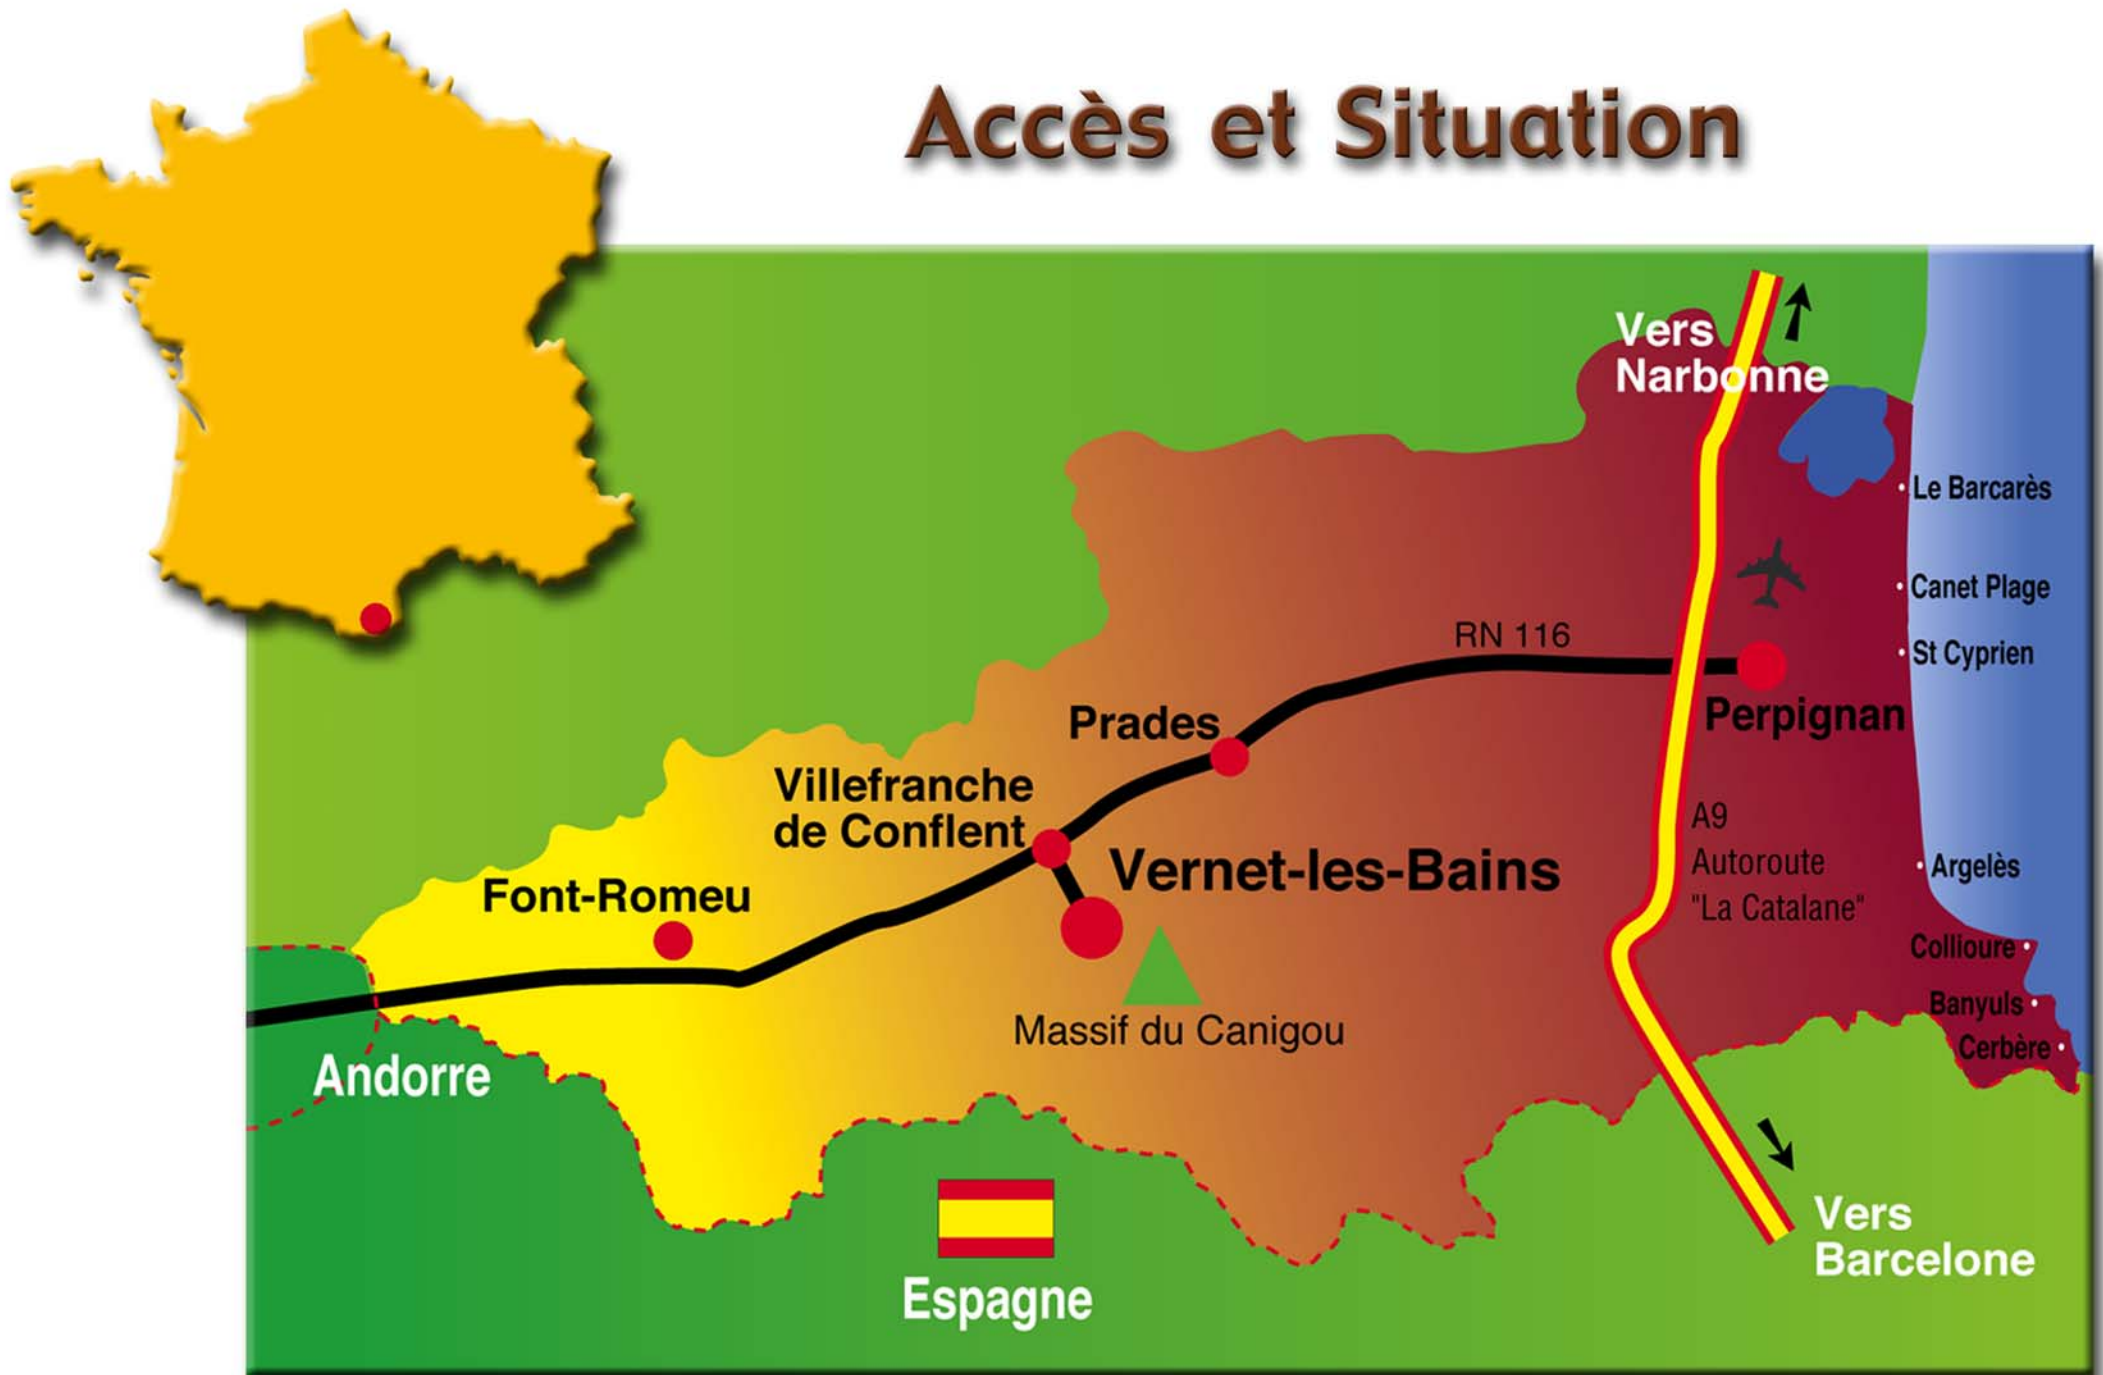 Accès et Situation
Vers
Narbonne
Le Barcarès
Canet Plage
RN 116
St Cyprien
Perpignan
Prades
Villefranche
de Conflent
A9
Autoroute
"La Catalane"
Vernet-les-Bains
Argelès
Font-Romeu
Collioure
Massif du Canigou
Banyuls
Cerbère
Andorre
Vers
Barcelone
Espagne